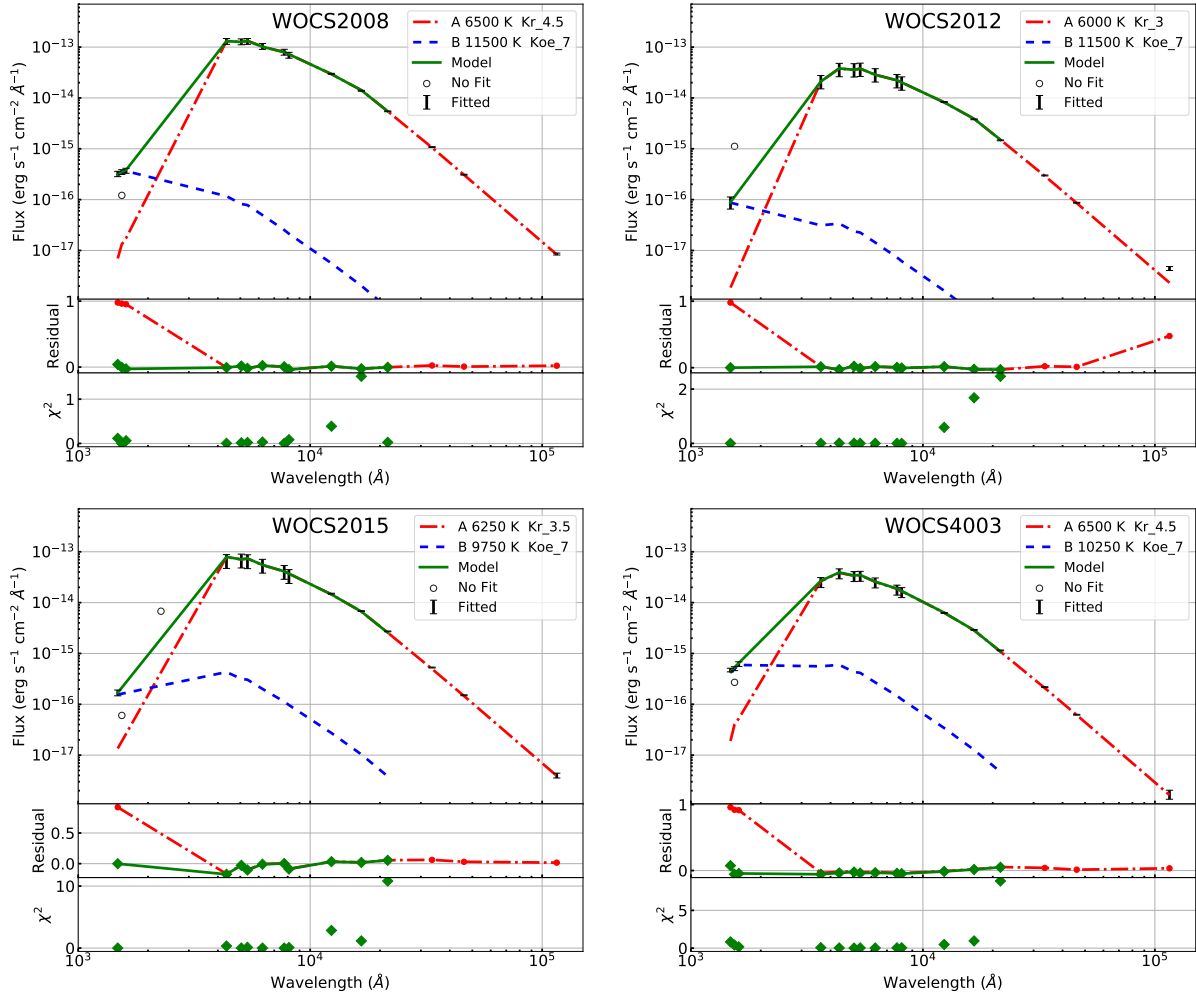 WOCS2008
A 6500 K Kr_4.5
B 11500 K Koe_7
Model
No Fit
Fitted
Flux (erg s⁻¹ cm⁻² Å⁻¹)
10⁻¹³
10⁻¹⁴
10⁻¹⁵
10⁻¹⁶
10⁻¹⁷
Residual
1
0
χ²
1
0
10³
10⁴
10⁵
Wavelength (Å)
WOCS2012
A 6000 K Kr_3
B 11500 K Koe_7
Model
No Fit
Fitted
Flux (erg s⁻¹ cm⁻² Å⁻¹)
10⁻¹³
10⁻¹⁴
10⁻¹⁵
10⁻¹⁶
10⁻¹⁷
Residual
1
0
χ²
2
0
10³
10⁴
10⁵
Wavelength (Å)
WOCS2015
A 6250 K Kr_3.5
B 9750 K Koe_7
Model
No Fit
Fitted
Flux (erg s⁻¹ cm⁻² Å⁻¹)
10⁻¹³
10⁻¹⁴
10⁻¹⁵
10⁻¹⁶
10⁻¹⁷
Residual
0.5
0.0
χ²
10
0
10³
10⁴
10⁵
Wavelength (Å)
WOCS4003
A 6500 K Kr_4.5
B 10250 K Koe_7
Model
No Fit
Fitted
Flux (erg s⁻¹ cm⁻² Å⁻¹)
10⁻¹³
10⁻¹⁴
10⁻¹⁵
10⁻¹⁶
10⁻¹⁷
Residual
1
0
χ²
5
0
10³
10⁴
10⁵
Wavelength (Å)